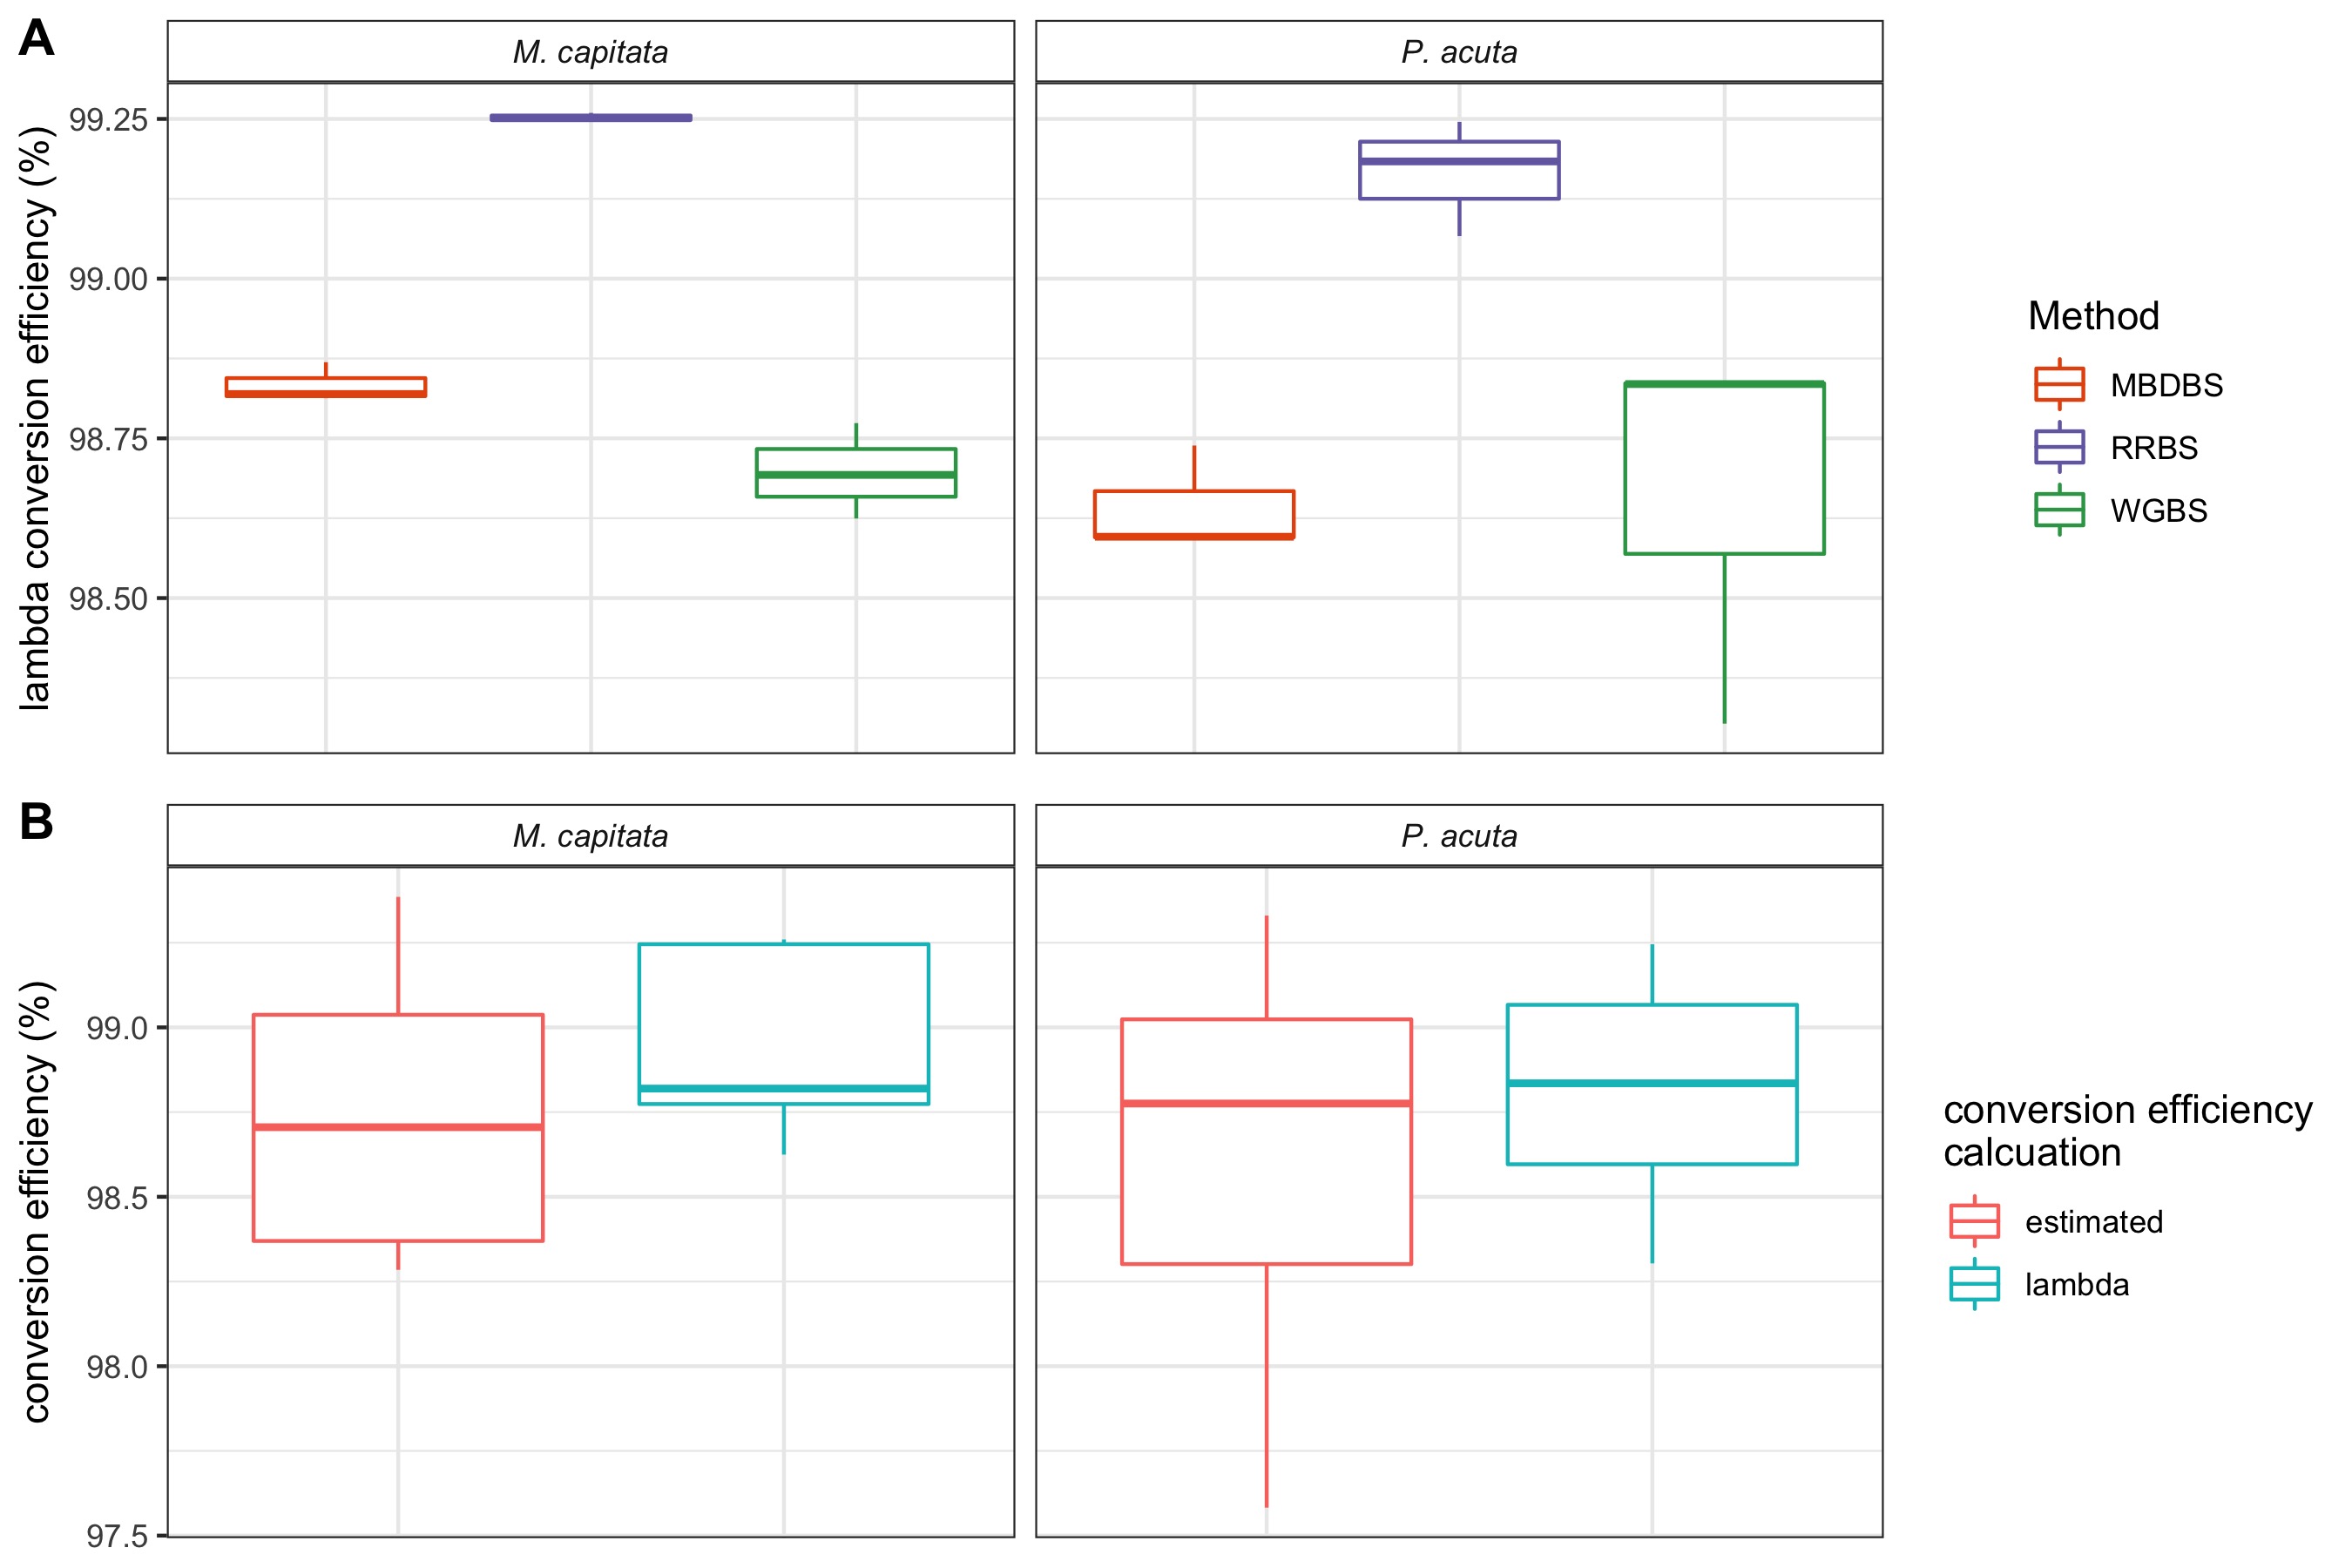 A
M. capitata
P. acuta
lambda conversion efficiency (%)
99.25
99.00
98.75
98.50
Method
MBDBS
RRBS
WGBS
B
M. capitata
P. acuta
conversion efficiency (%)
99.0
98.5
98.0
97.5
conversion efficiency
calcuation
estimated
lambda